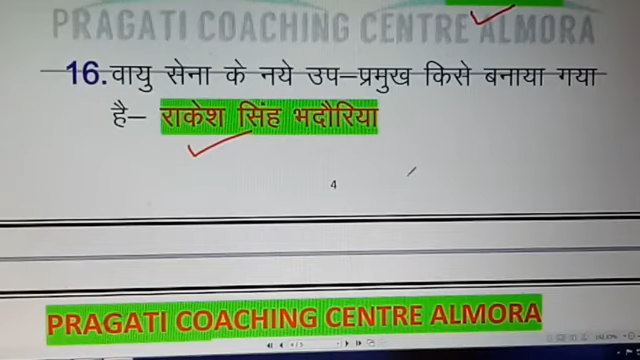 PRAGATI COACHING CENTRE ALMORA
16. वायु सेना के नये उप-प्रमुख किसे बनाया गया
है- राकेश सिंह भदौरिया
4
PRAGATI COACHING CENTRE ALMORA